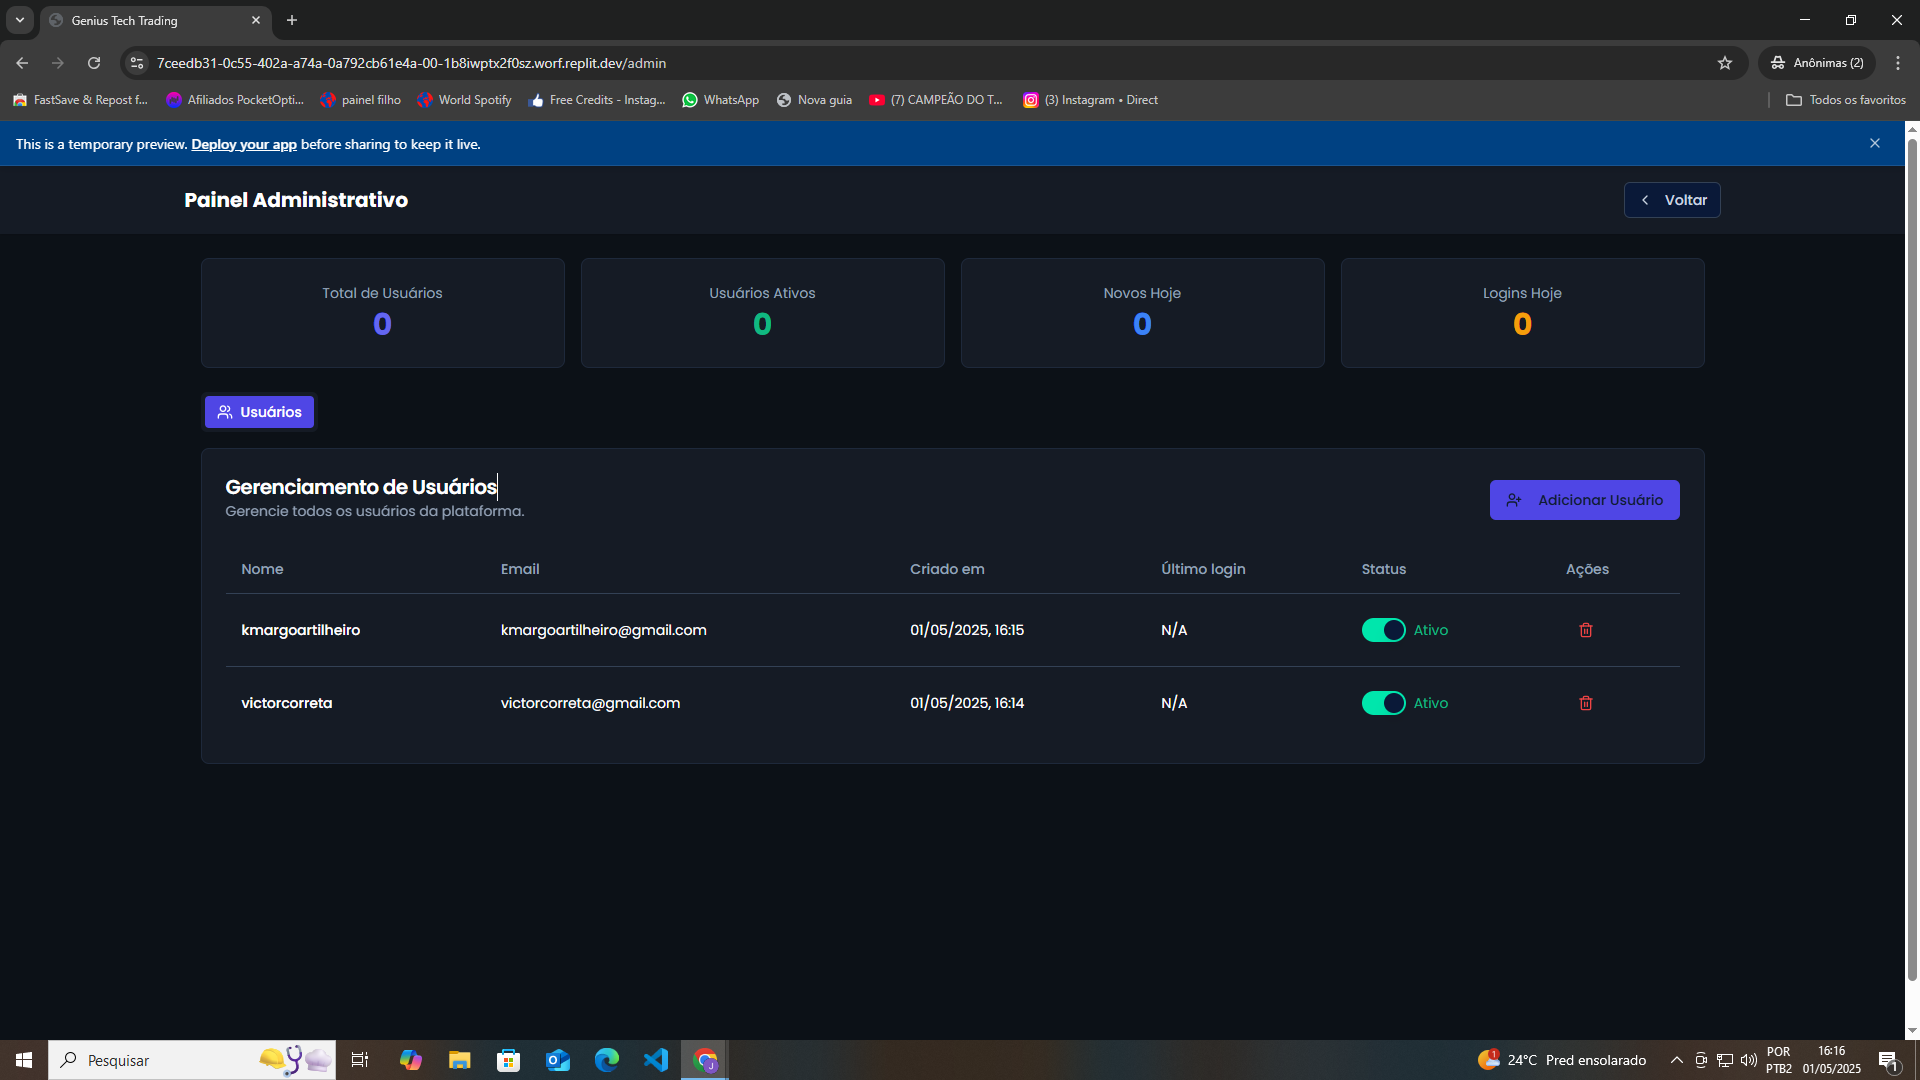 Genius Tech Trading
7ceedb31-0c55-402a-a74a-0a792cb61e4a-00-1b8iwptx2f0sz.worf.replit.dev/admin
Anônimas (2)
FastSave & Repost f...
Afiliados PocketOpti...
painel filho
World Spotify
Free Credits - Instag...
WhatsApp
Nova guia
(7) CAMPEÃO DO T...
(3) Instagram • Direct
Todos os favoritos
This is a temporary preview. Deploy your app before sharing to keep it live.
Painel Administrativo
Voltar
Total de Usuários
0
Usuários Ativos
0
Novos Hoje
0
Logins Hoje
0
Usuários
Gerenciamento de Usuários
Gerencie todos os usuários da plataforma.
Adicionar Usuário
Nome Email Criado em Último login Status Ações
kmargoartilheiro kmargoartilheiro@gmail.com 01/05/2025, 16:15 N/A Ativo
victorcorreta victorcorreta@gmail.com 01/05/2025, 16:14 N/A Ativo
Pesquisar
1
24°C Pred ensolarado
POR
PTB2
16:16
01/05/2025
1